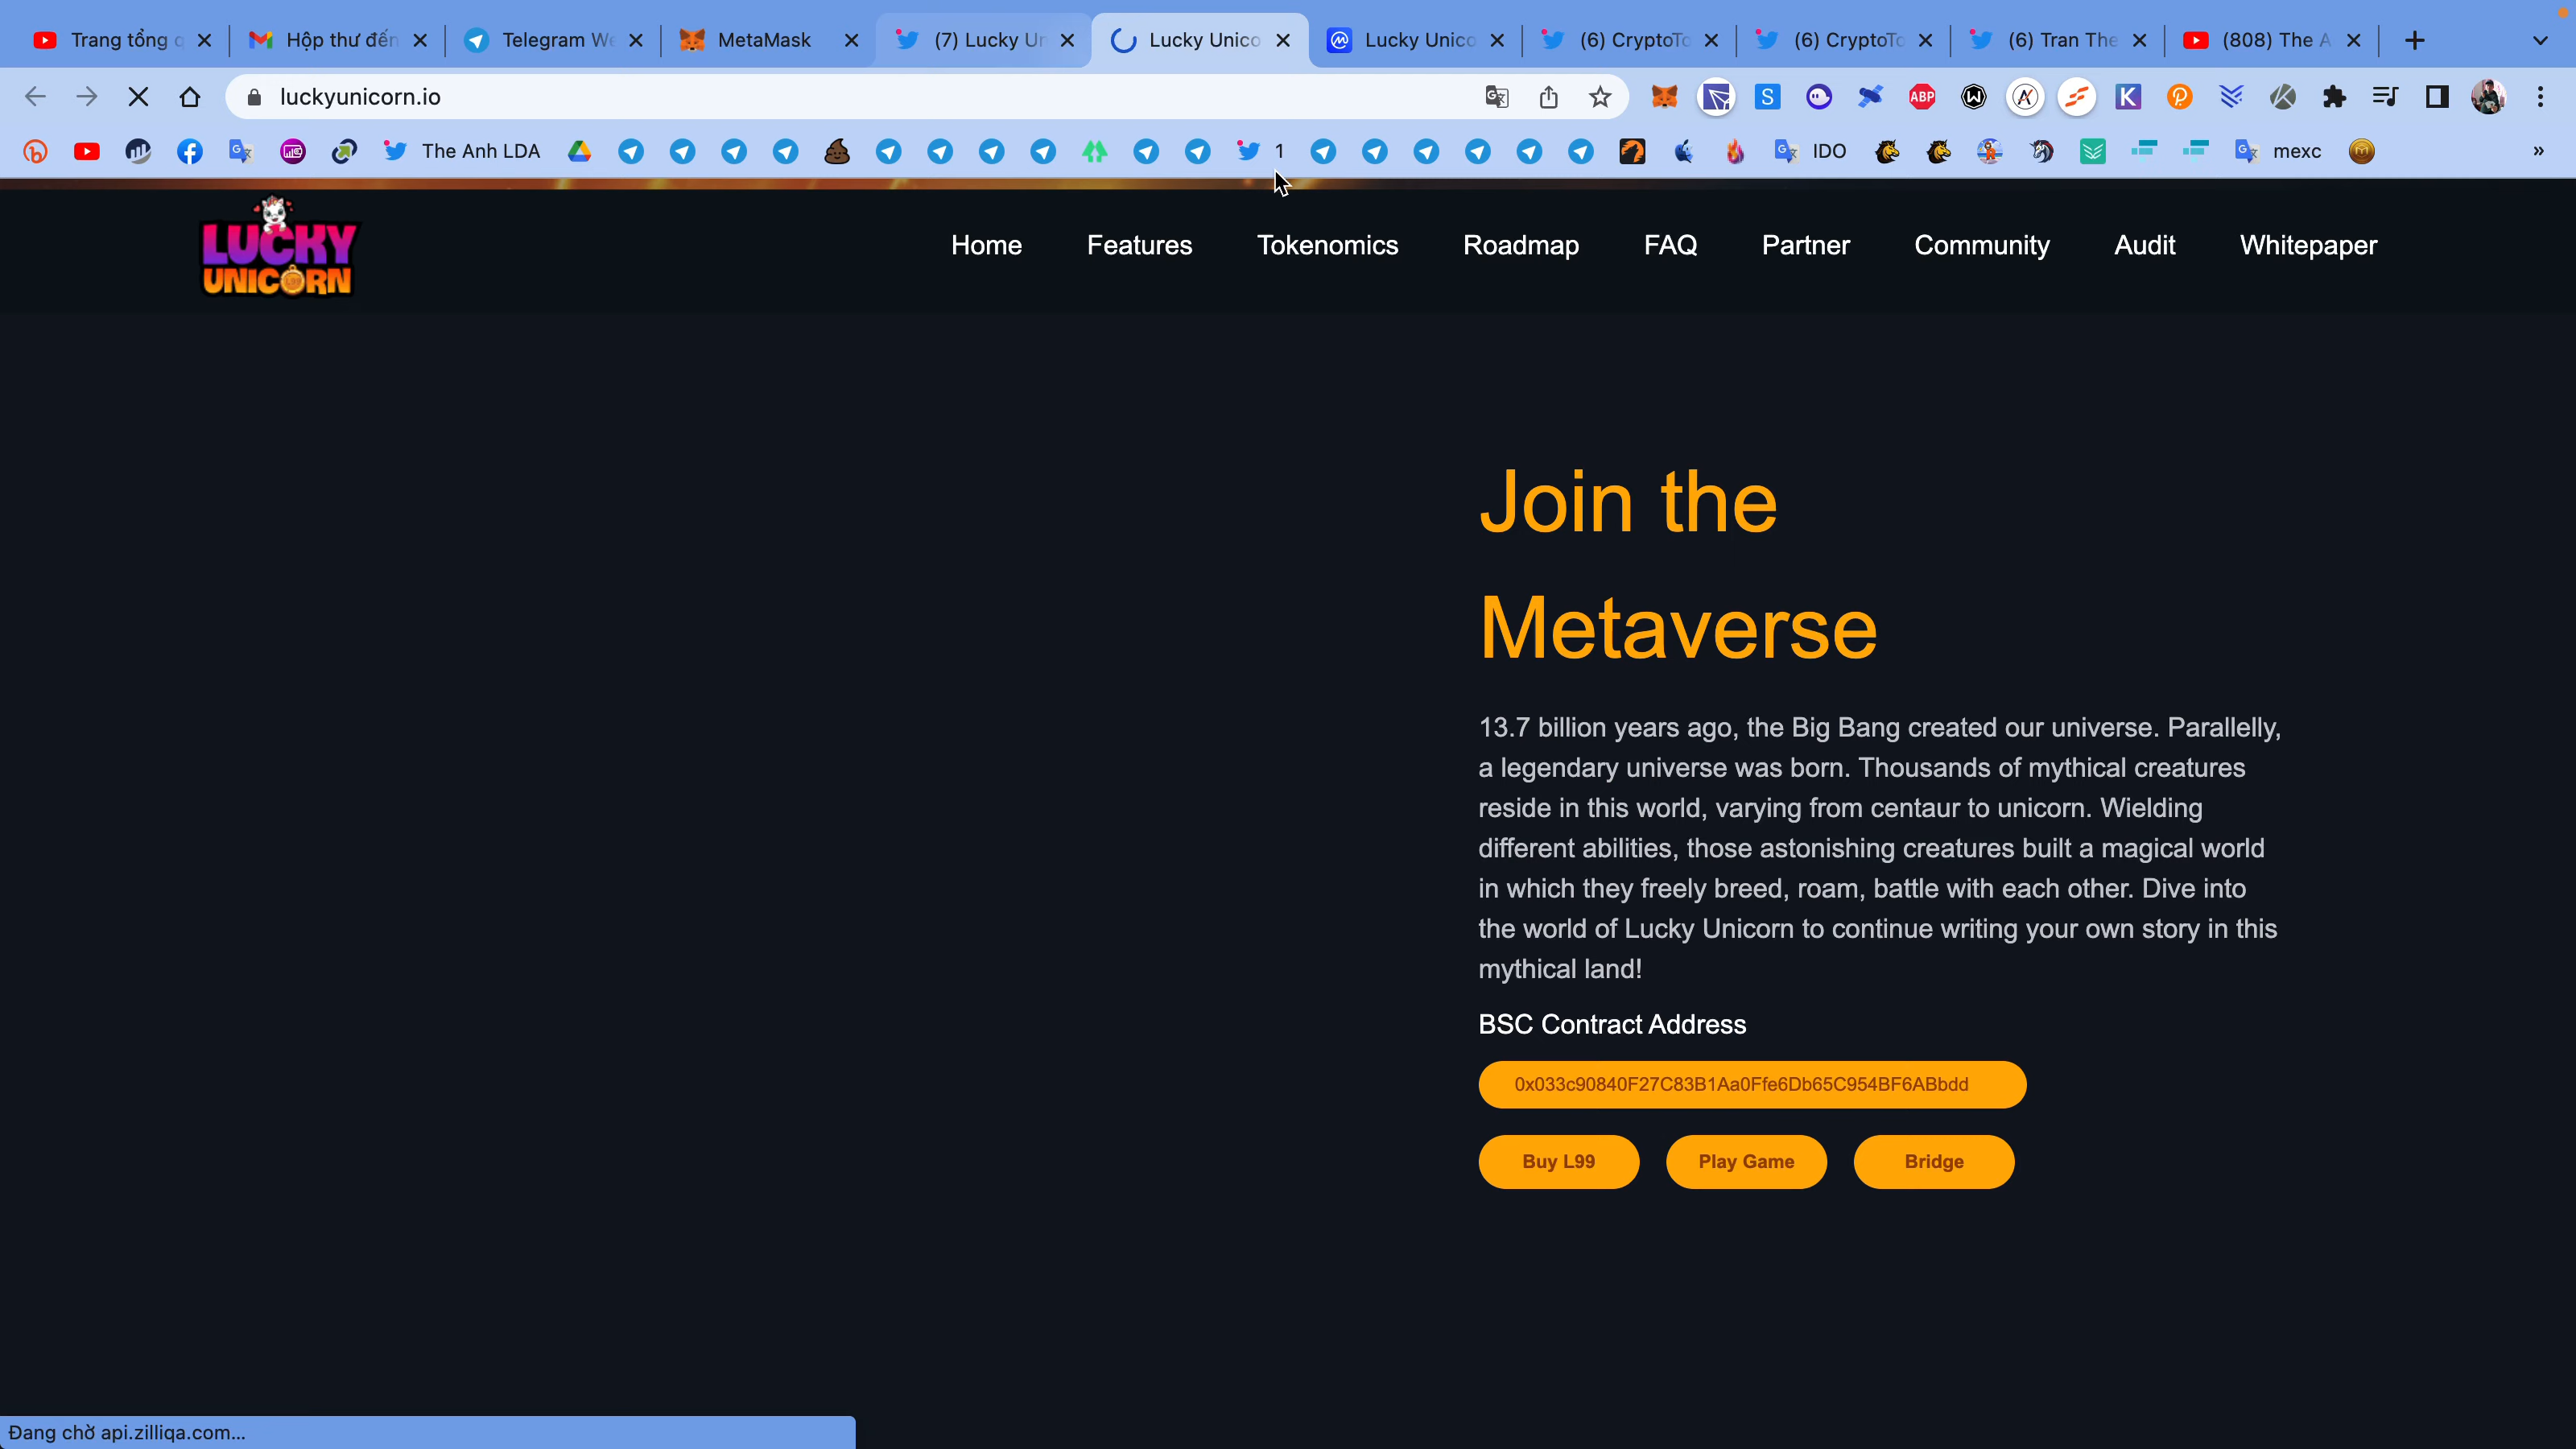 Trang tổng q
Hộp thư đến
Telegram We
MetaMask
(7) Lucky Un
Lucky Unico
Lucky Unico
(6) CryptoTo
(6) CryptoTo
(6) Tran The
(808) The A
luckyunicorn.io
The Anh LDA
1
IDO
mexc
»
LUCKY
UNICORN
Home
Features
Tokenomics
Roadmap
FAQ
Partner
Community
Audit
Whitepaper
Join the
Metaverse
13.7 billion years ago, the Big Bang created our universe. Parallelly,
a legendary universe was born. Thousands of mythical creatures
reside in this world, varying from centaur to unicorn. Wielding
different abilities, those astonishing creatures built a magical world
in which they freely breed, roam, battle with each other. Dive into
the world of Lucky Unicorn to continue writing your own story in this
mythical land!
BSC Contract Address
0x033c90840F27C83B1Aa0Ffe6Db65C954BF6ABbdd
Buy L99
Play Game
Bridge
Đang chờ api.zilliqa.com...